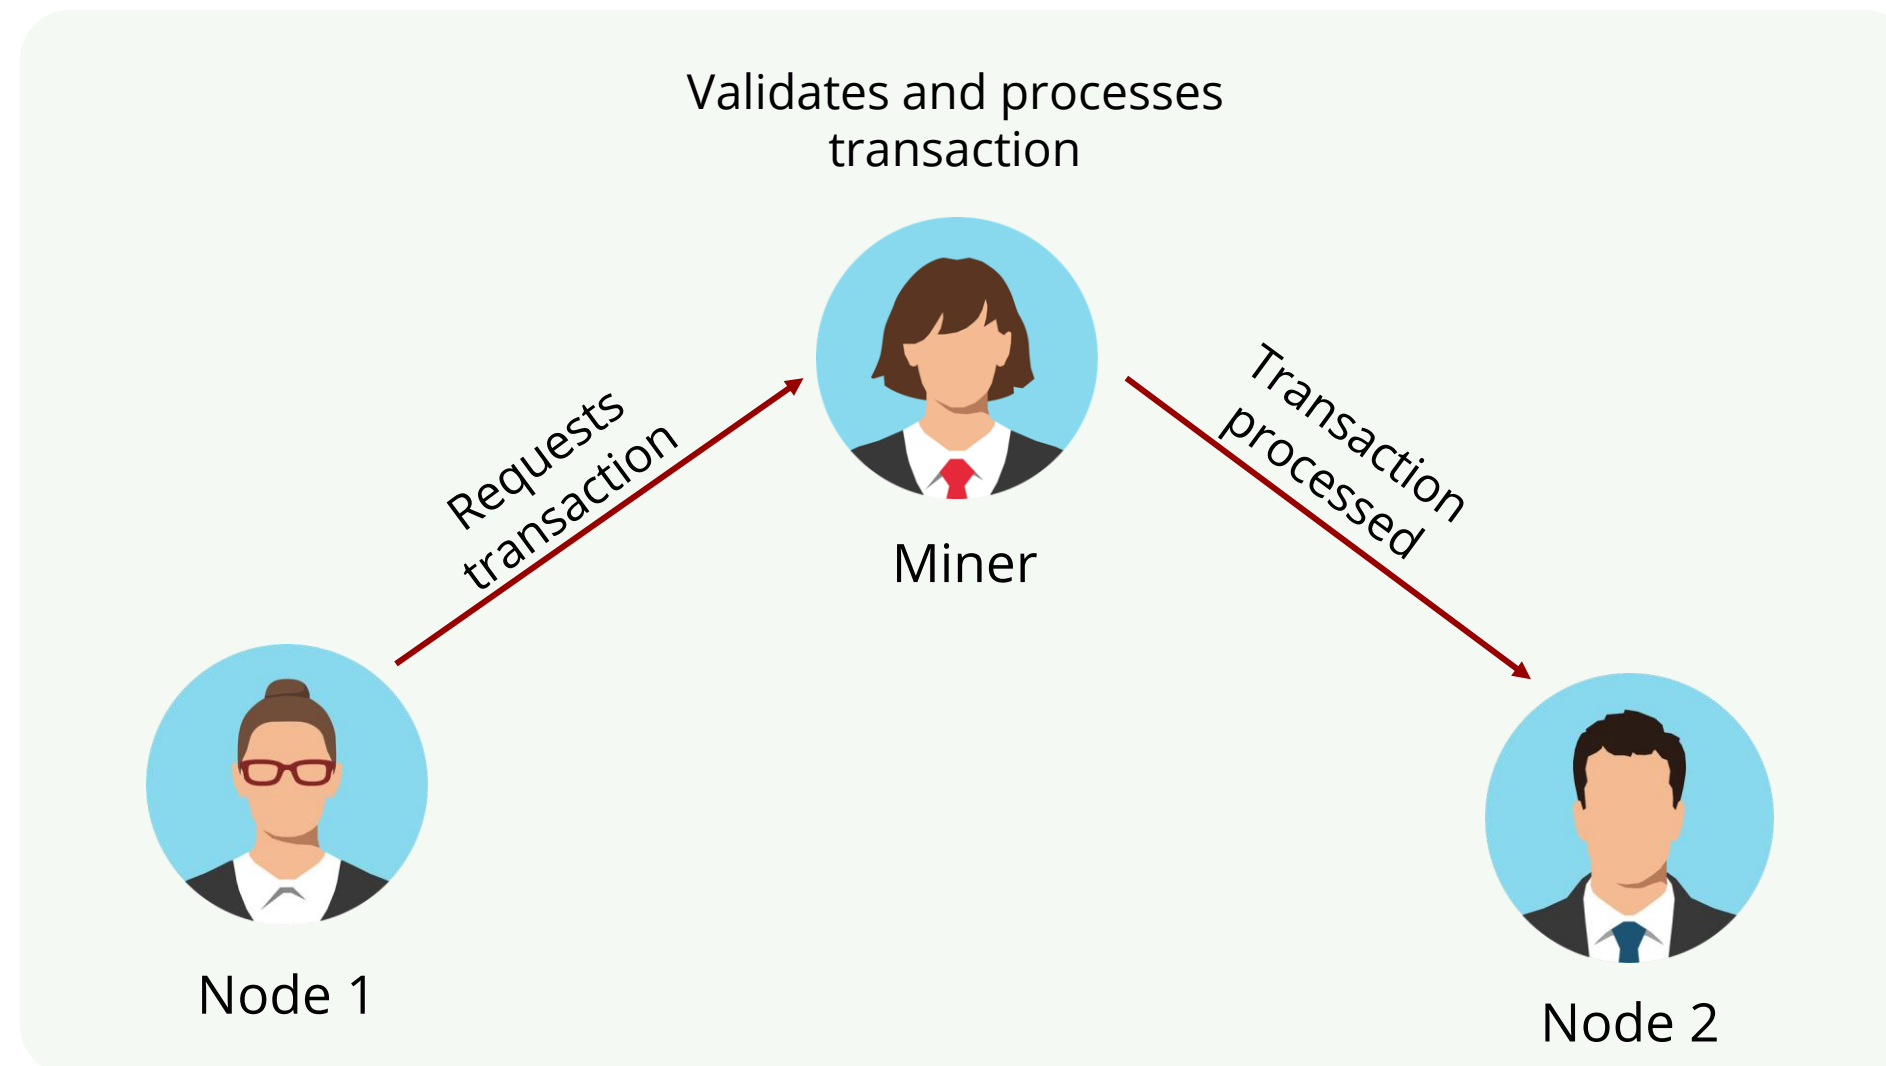 Validates and processes
transaction
Requests
transaction
Transaction
processed
Miner
Node 1
Node 2